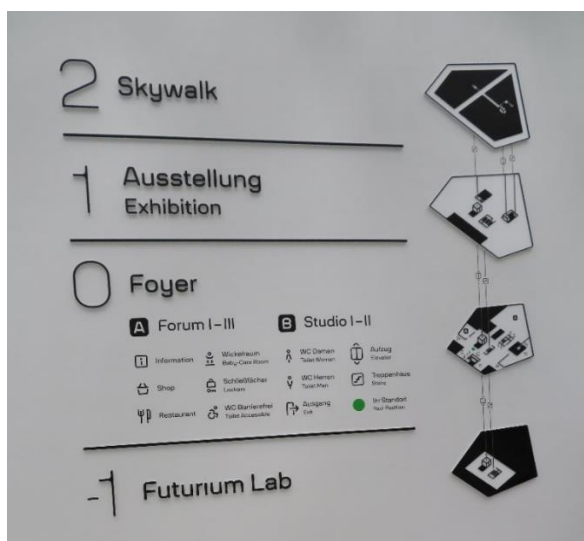 2 Skywalk
1 Ausstellung
Exhibition
0 Foyer
A Forum I–III
B Studio I–II
i Information
Wickelraum
Baby-Care Room
WC Damen
Toilet Women
Aufzug
Elevator
Shop
Schließfächer
Lockers
WC Herren
Toilet Men
Treppenhaus
Stairs
Restaurant
WC Barrierefrei
Toilet Accessible
Ausgang
Exit
Ihr Standort
Your Position
-1 Futurium Lab